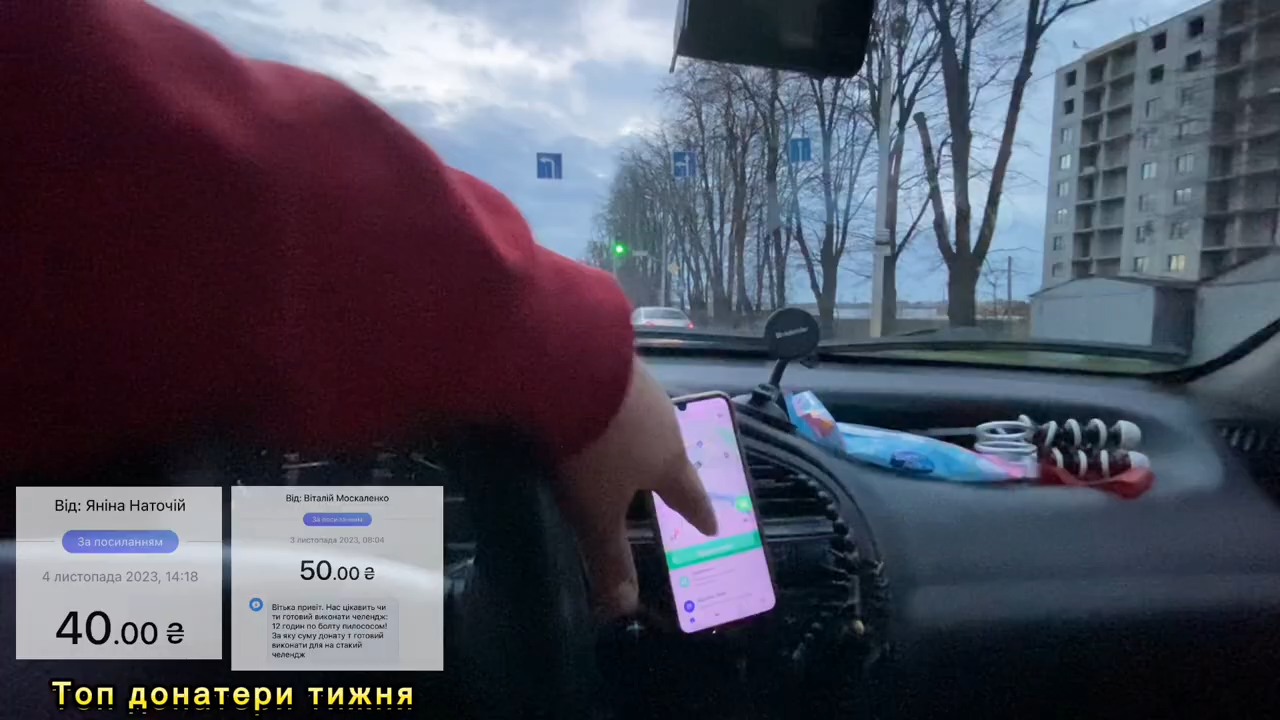 Від: Яніна Наточій
За посиланням
4 листопада 2023, 14:18
40.00 ₴
Від: Віталій Москаленко
За посиланням
3 листопада 2023, 08:04
50.00 ₴
Вітька привіт. Нас цікавить чи
ти готовий виконати челендж:
12 годин по болту пилососом!
За яку суму донату т готовий
виконати для на стакий
челендж
Топ донатери тижня